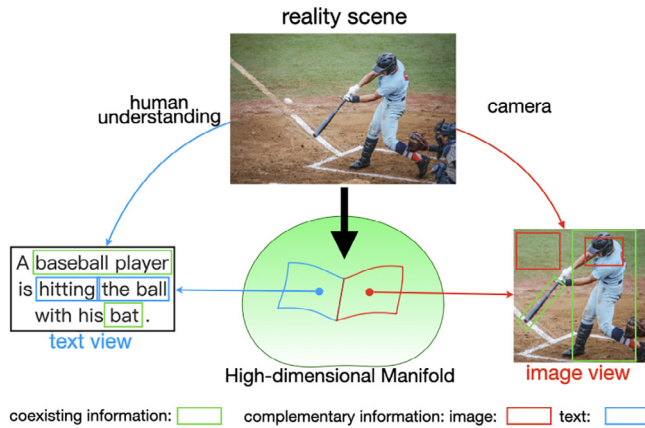 reality scene
human
understanding
camera
A baseball player
is hitting the ball
with his bat .
text view
High-dimensional Manifold
image view
coexisting information:
complementary information: image:
text: